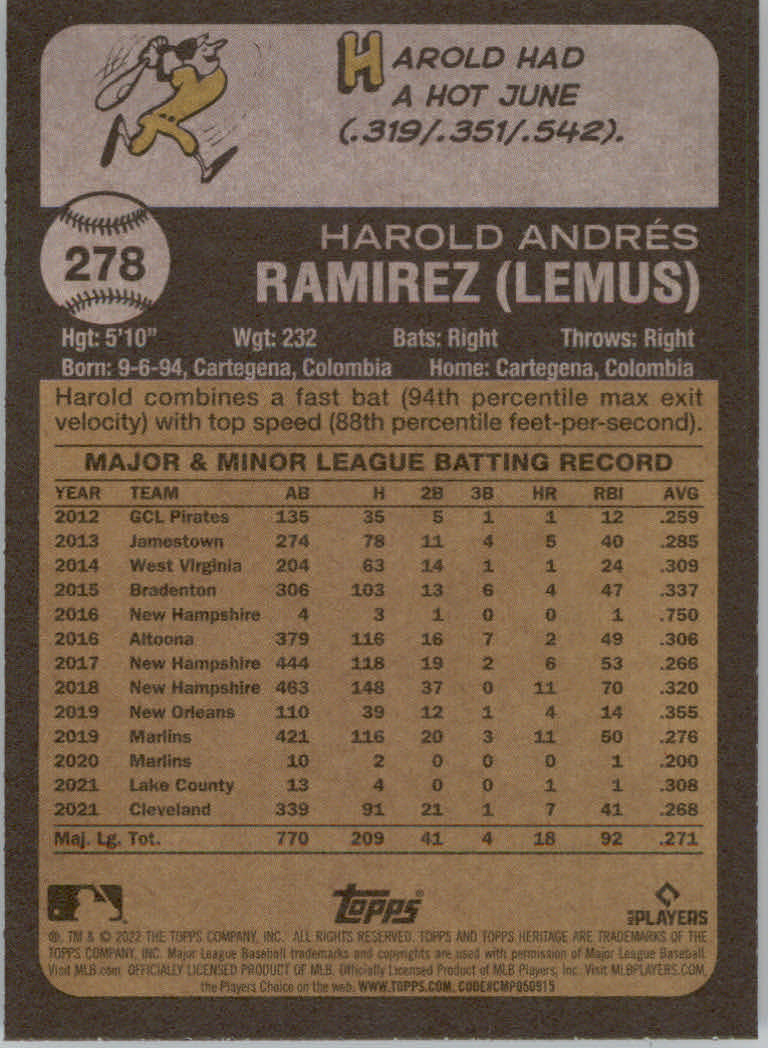 HAROLD HAD
A HOT JUNE
(.319/.351/.542).
278
HAROLD ANDRÉS
RAMIREZ (LEMUS)
Hgt: 5'10" Wgt: 232 Bats: Right Throws: Right
Born: 9-6-94, Cartegena, Colombia Home: Cartegena, Colombia
Harold combines a fast bat (94th percentile max exit
velocity) with top speed (88th percentile feet-per-second).
MAJOR & MINOR LEAGUE BATTING RECORD
YEAR TEAM AB H 2B 3B HR RBI AVG
2012 GCL Pirates 135 35 5 1 1 12 .259
2013 Jamestown 274 78 11 4 5 40 .285
2014 West Virginia 204 63 14 1 1 24 .309
2015 Bradenton 306 103 13 6 4 47 .337
2016 New Hampshire 4 3 1 0 0 1 .750
2016 Altoona 379 116 16 7 2 49 .306
2017 New Hampshire 444 118 19 2 6 53 .266
2018 New Hampshire 463 148 37 0 11 70 .320
2019 New Orleans 110 39 12 1 4 14 .355
2019 Marlins 421 116 20 3 11 50 .276
2020 Marlins 10 2 0 0 0 1 .200
2021 Lake County 13 4 0 0 1 1 .308
2021 Cleveland 339 91 21 1 7 41 .268
Maj. Lg. Tot. 770 209 41 4 18 92 .271
TOPPS®
MLB PLAYERS
®, TM & © 2022 THE TOPPS COMPANY, INC. ALL RIGHTS RESERVED. TOPPS AND TOPPS HERITAGE ARE TRADEMARKS OF THE
TOPPS COMPANY, INC. Major League Baseball trademarks and copyrights are used with permission of Major League Baseball.
Visit MLB.com. OFFICIALLY LICENSED PRODUCT OF MLB. Officially Licensed Product of MLB Players, Inc. Visit MLBPLAYERS.COM,
the Players Choice on the web. WWW.TOPPS.COM. CODE#CMP050915